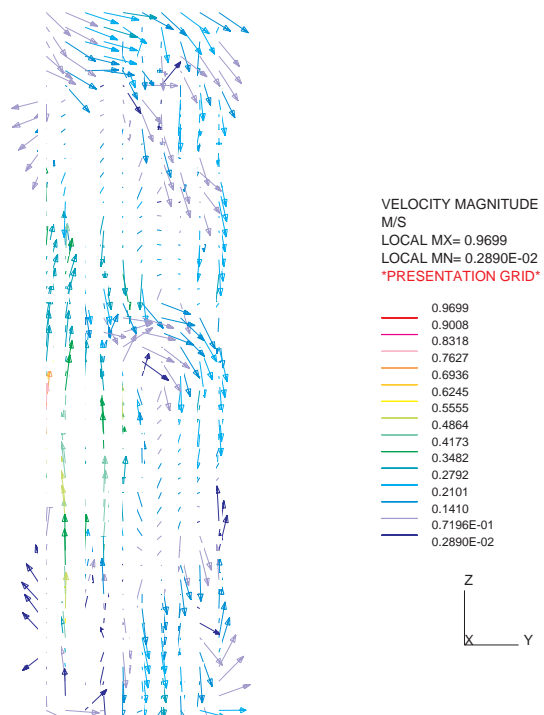 VELOCITY MAGNITUDE
M/S
LOCAL MX= 0.9699
LOCAL MN= 0.2890E-02
*PRESENTATION GRID*
0.9699
0.9008
0.8318
0.7627
0.6936
0.6245
0.5555
0.4864
0.4173
0.3482
0.2792
0.2101
0.1410
0.7196E-01
0.2890E-02
Z
X
Y